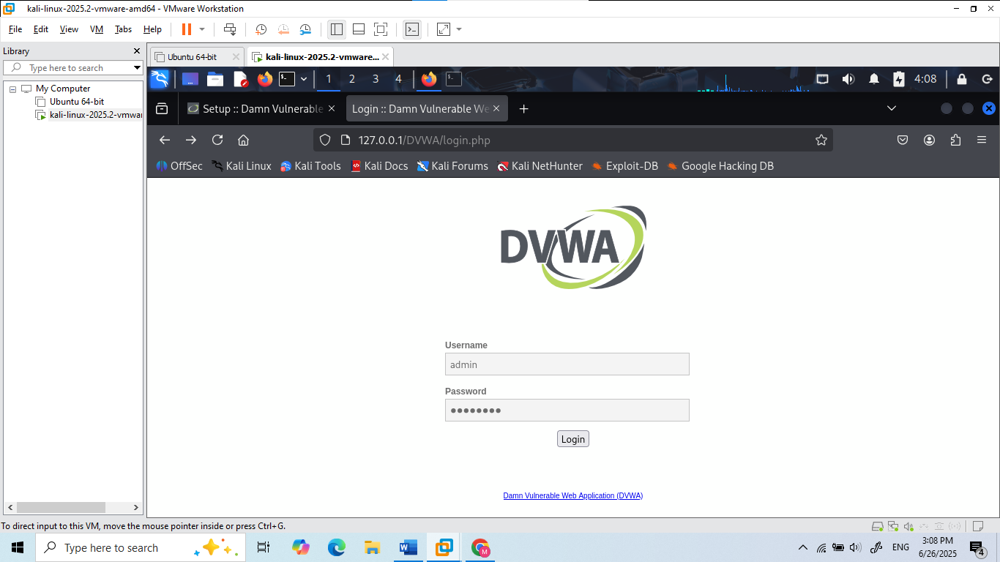 kali-linux-2025.2-vmware-amd64 - VMware Workstation
File Edit View VM Tabs Help
Library
Type here to search
My Computer
Ubuntu 64-bit
kali-linux-2025.2-vmwar
Ubuntu 64-bit
kali-linux-2025.2-vmware...
1 2 3 4
4:08
Setup :: Damn Vulnerable
Login :: Damn Vulnerable We
127.0.0.1/DVWA/login.php
OffSec Kali Linux Kali Tools Kali Docs Kali Forums Kali NetHunter Exploit-DB Google Hacking DB
DVWA
Username
admin
Password
Login
Damn Vulnerable Web Application (DVWA)
To direct input to this VM, move the mouse pointer inside or press Ctrl+G.
Type here to search
ENG
3:08 PM
6/26/2025
4